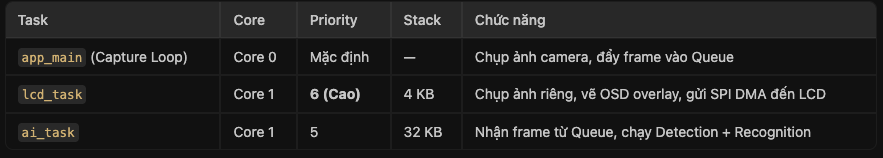 Task Core Priority Stack Chức năng
app_main (Capture Loop) Core 0 Mặc định — Chụp ảnh camera, đẩy frame vào Queue
lcd_task Core 1 6 (Cao) 4 KB Chụp ảnh riêng, vẽ OSD overlay, gửi SPI DMA đến LCD
ai_task Core 1 5 32 KB Nhận frame từ Queue, chạy Detection + Recognition